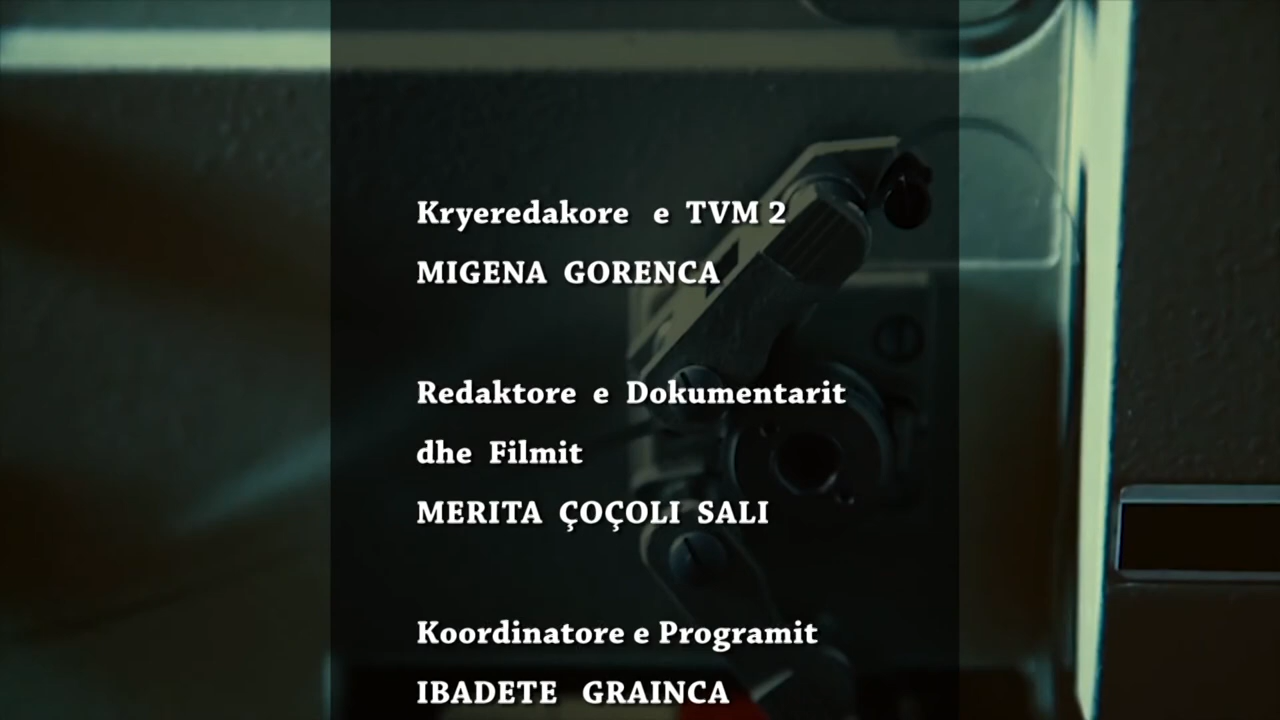 Kryeredakore e TVM 2
MIGENA GORENCA
Redaktore e Dokumentarit
dhe Filmit
MERITA ÇOÇOLI SALI
Koordinatore e Programit
IBADETE GRAINCA